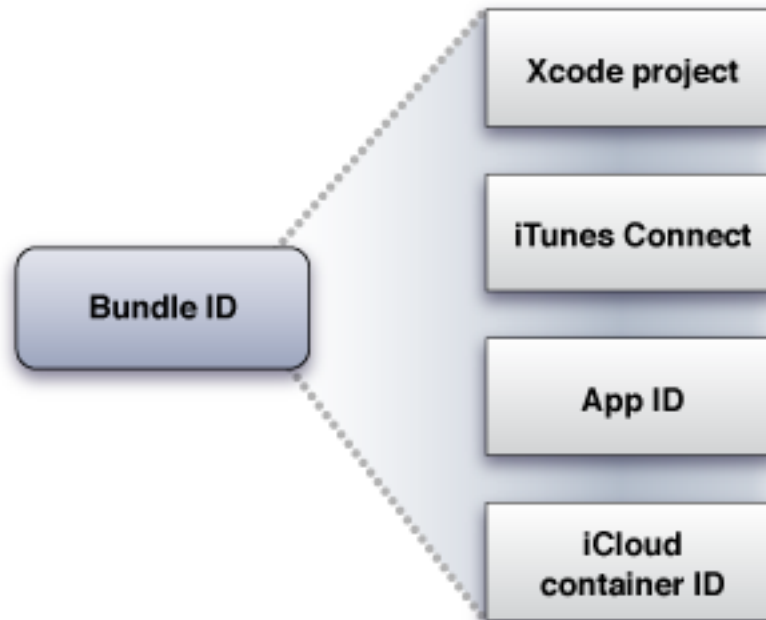 Xcode project
iTunes Connect
Bundle ID
App ID
iCloud
container ID